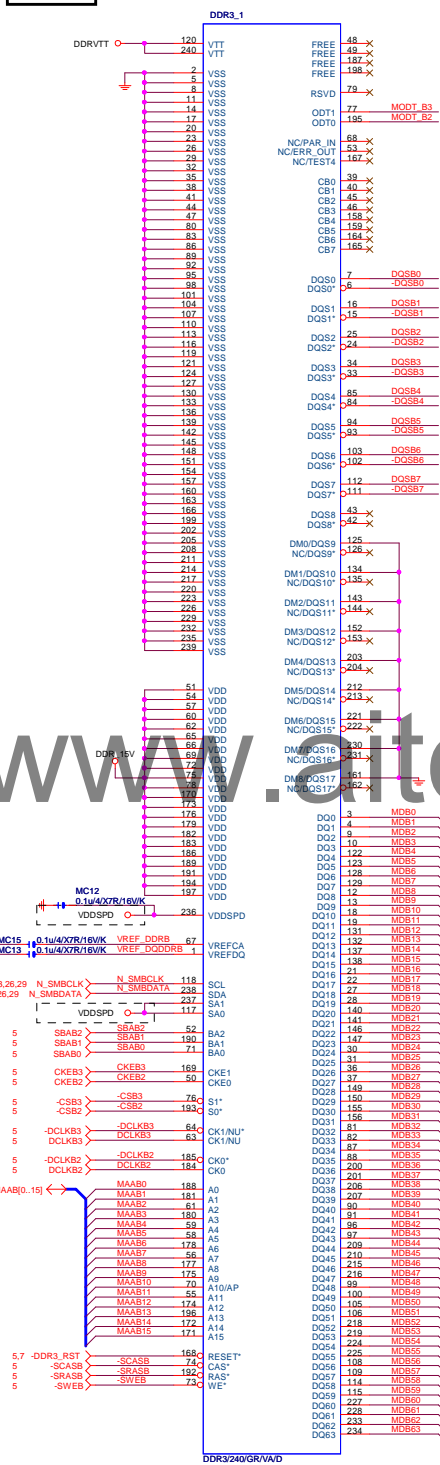 DDR3_1
DDRVTT
120 VTT
240 VTT
2 VSS
5 VSS
8 VSS
11 VSS
14 VSS
17 VSS
20 VSS
23 VSS
26 VSS
29 VSS
32 VSS
35 VSS
38 VSS
41 VSS
44 VSS
47 VSS
80 VSS
83 VSS
86 VSS
89 VSS
92 VSS
95 VSS
98 VSS
101 VSS
104 VSS
107 VSS
110 VSS
113 VSS
116 VSS
119 VSS
121 VSS
124 VSS
127 VSS
130 VSS
133 VSS
136 VSS
139 VSS
142 VSS
145 VSS
148 VSS
151 VSS
154 VSS
157 VSS
160 VSS
163 VSS
166 VSS
199 VSS
202 VSS
205 VSS
208 VSS
211 VSS
214 VSS
217 VSS
220 VSS
223 VSS
226 VSS
229 VSS
232 VSS
235 VSS
239 VSS
51 VDD
54 VDD
57 VDD
60 VDD
62 VDD
65 VDD
66 VDD
DDR_15V
69 VDD
72 VDD
75 VDD
78 VDD
170 VDD
173 VDD
176 VDD
179 VDD
182 VDD
183 VDD
186 VDD
189 VDD
191 VDD
194 VDD
197 VDD
MC12
0.1u/4/X7R/16V/K
VDDSPD
236 VDDSPD
MC15 0.1u/4/X7R/16V/K VREF_DDRB 67 VREFCA
MC13 0.1u/4/X7R/16V/K VREF_DQDDRB 1 VREFDQ
8,26,29 N_SMBCLK N_SMBCLK 118 SCL
26,29 N_SMBDATA N_SMBDATA 238 SDA
237 SA1
VDDSPD 117 SA0
5 SBAB2 SBAB2 52 BA2
5 SBAB1 SBAB1 190 BA1
5 SBAB0 SBAB0 71 BA0
5 CKEB3 CKEB3 169 CKE1
5 CKEB2 CKEB2 50 CKE0
5 -CSB3 -CSB3 76 S1*
5 -CSB2 -CSB2 193 S0*
5 -DCLKB3 -DCLKB3 64 CK1/NU*
5 DCLKB3 DCLKB3 63 CK1/NU
5 -DCLKB2 -DCLKB2 185 CK0*
5 DCLKB2 DCLKB2 184 CK0
MAAB[0..15]
MAAB0 188 A0
MAAB1 181 A1
MAAB2 61 A2
MAAB3 180 A3
MAAB4 59 A4
MAAB5 58 A5
MAAB6 178 A6
MAAB7 56 A7
MAAB8 177 A8
MAAB9 175 A9
MAAB10 70 A10/AP
MAAB11 55 A11
MAAB12 174 A12
MAAB13 196 A13
MAAB14 172 A14
MAAB15 171 A15
5,7 -DDR3_RST 168 RESET*
5 -SCASB -SCASB 74 CAS*
5 -SRASB -SRASB 192 RAS*
5 -SWEB -SWEB 73 WE*
FREE 48
FREE 49
FREE 187
FREE 198
RSVD 79
ODT1 77 MODT_B3
ODT0 195 MODT_B2
NC/PAR_IN 68
NC/ERR_OUT 53
NC/TEST4 167
CB0 39
CB1 40
CB2 45
CB3 46
CB4 158
CB5 159
CB6 164
CB7 165
DQS0 7 DQSB0
DQS0* 6 -DQSB0
DQS1 16 DQSB1
DQS1* 15 -DQSB1
DQS2 25 DQSB2
DQS2* 24 -DQSB2
DQS3 34 DQSB3
DQS3* 33 -DQSB3
DQS4 85 DQSB4
DQS4* 84 -DQSB4
DQS5 94 DQSB5
DQS5* 93 -DQSB5
DQS6 103 DQSB6
DQS6* 102 -DQSB6
DQS7 112 DQSB7
DQS7* 111 -DQSB7
DQS8 43
DQS8* 42
DM0/DQS9 125
NC/DQS9* 126
DM1/DQS10 134
NC/DQS10* 135
DM2/DQS11 143
NC/DQS11* 144
DM3/DQS12 152
NC/DQS12* 153
DM4/DQS13 203
NC/DQS13* 204
DM5/DQS14 212
NC/DQS14* 213
DM6/DQS15 221
NC/DQS15* 222
DM7/DQS16 230
NC/DQS16* 231
DM8/DQS17 161
NC/DQS17* 162
DQ0 3 MDB0
DQ1 4 MDB1
DQ2 9 MDB2
DQ3 10 MDB3
DQ4 122 MDB4
DQ5 123 MDB5
DQ6 128 MDB6
DQ7 129 MDB7
DQ8 12 MDB8
DQ9 13 MDB9
DQ10 18 MDB10
DQ11 19 MDB11
DQ12 131 MDB12
DQ13 132 MDB13
DQ14 137 MDB14
DQ15 138 MDB15
DQ16 21 MDB16
DQ17 22 MDB17
DQ18 27 MDB18
DQ19 28 MDB19
DQ20 140 MDB20
DQ21 141 MDB21
DQ22 146 MDB22
DQ23 147 MDB23
DQ24 30 MDB24
DQ25 31 MDB25
DQ26 36 MDB26
DQ27 37 MDB27
DQ28 149 MDB28
DQ29 150 MDB29
DQ30 155 MDB30
DQ31 156 MDB31
DQ32 81 MDB32
DQ33 82 MDB33
DQ34 87 MDB34
DQ35 88 MDB35
DQ36 200 MDB36
DQ37 201 MDB37
DQ38 206 MDB38
DQ39 207 MDB39
DQ40 90 MDB40
DQ41 91 MDB41
DQ42 96 MDB42
DQ43 97 MDB43
DQ44 209 MDB44
DQ45 210 MDB45
DQ46 215 MDB46
DQ47 216 MDB47
DQ48 99 MDB48
DQ49 100 MDB49
DQ50 105 MDB50
DQ51 106 MDB51
DQ52 218 MDB52
DQ53 219 MDB53
DQ54 224 MDB54
DQ55 225 MDB55
DQ56 108 MDB56
DQ57 109 MDB57
DQ58 114 MDB58
DQ59 115 MDB59
DQ60 227 MDB60
DQ61 228 MDB61
DQ62 233 MDB62
DQ63 234 MDB63
DDR3/240/GR/VA/D
www.aite